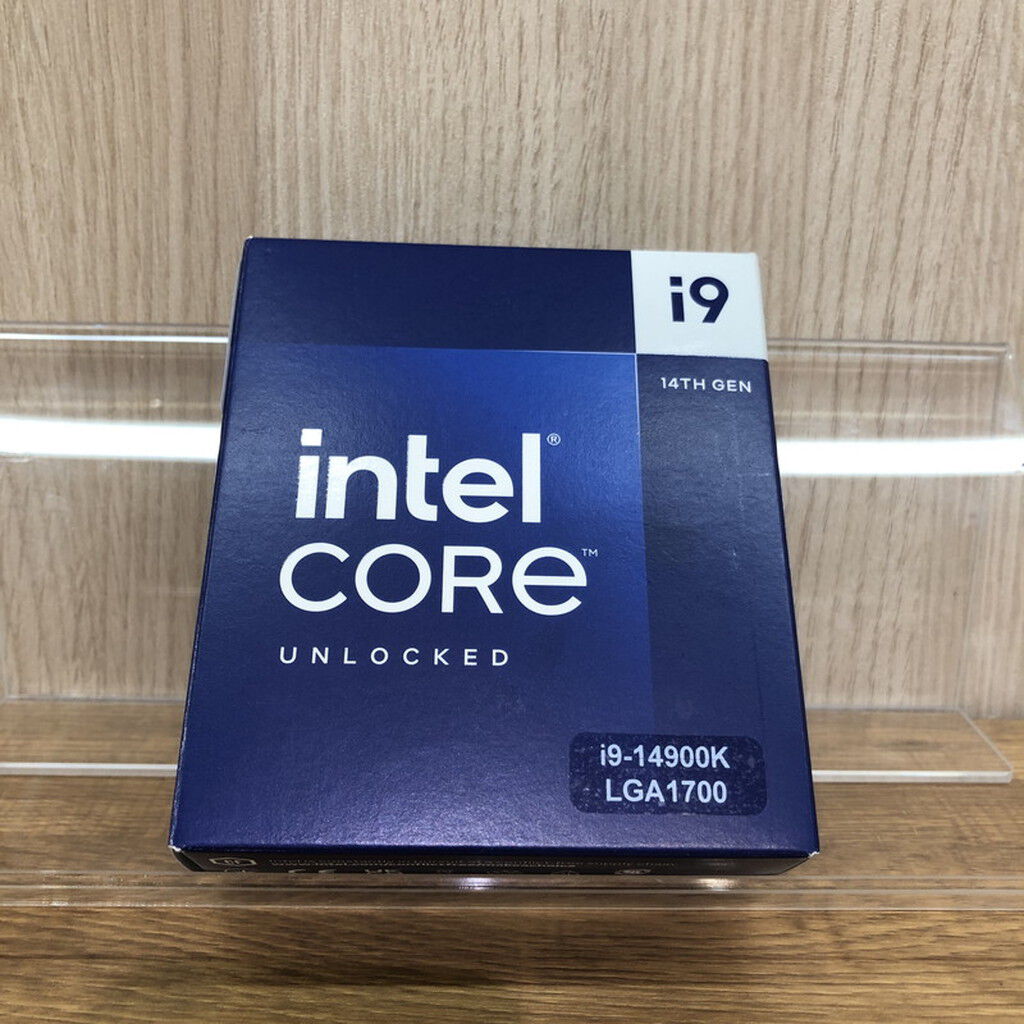 i9
14TH GEN
intel®
CORE™
UNLOCKED
i9-14900K
LGA1700